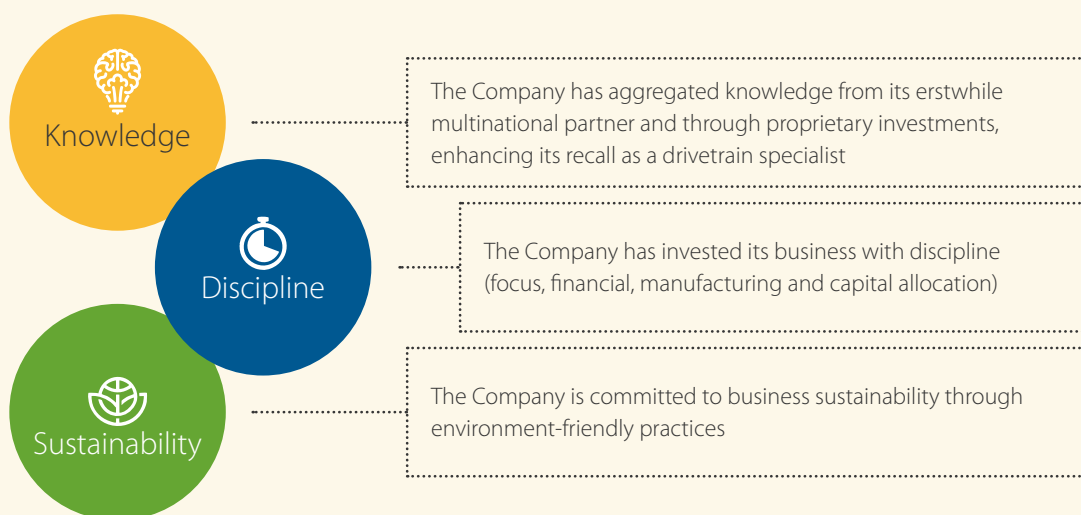 Knowledge
The Company has aggregated knowledge from its erstwhile
multinational partner and through proprietary investments,
enhancing its recall as a drivetrain specialist
Discipline
The Company has invested its business with discipline
(focus, financial, manufacturing and capital allocation)
Sustainability
The Company is committed to business sustainability through
environment-friendly practices